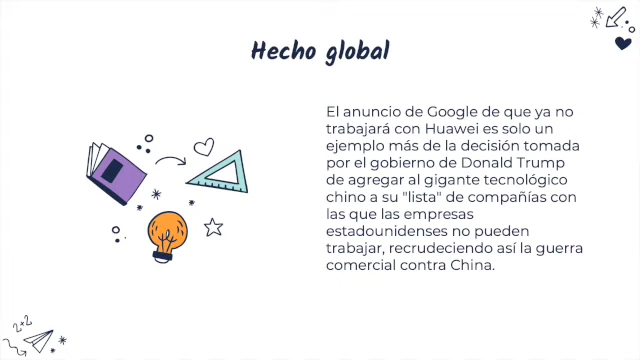 Hecho global
El anuncio de Google de que ya no
trabajará con Huawei es solo un
ejemplo más de la decisión tomada
por el gobierno de Donald Trump
de agregar al gigante tecnológico
chino a su "lista" de compañías con
las que las empresas
estadounidenses no pueden
trabajar, recrudeciendo así la guerra
comercial contra China.
2x2